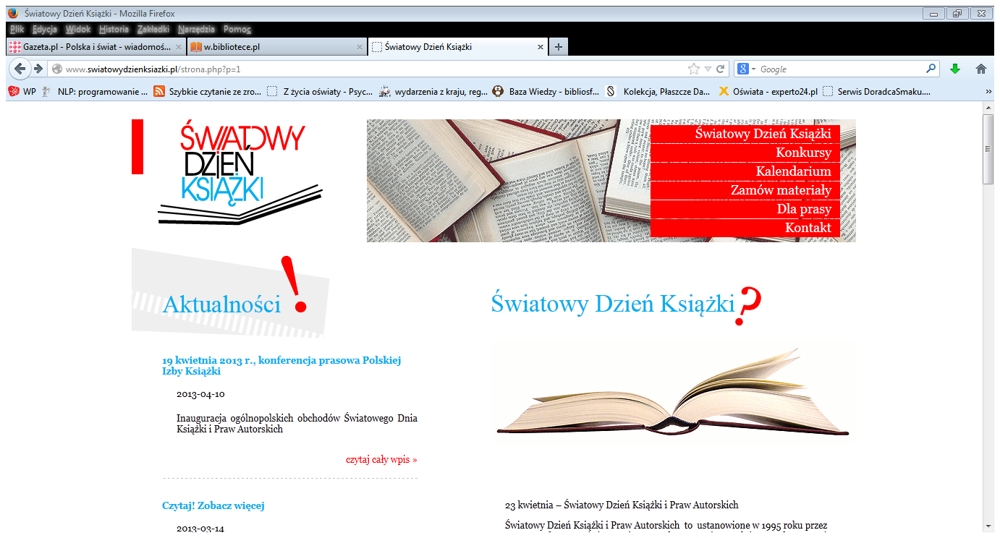 Światowy Dzień Książki - Mozilla Firefox
Plik Edycja Widok Historia Zakładki Narzędzia Pomoc
Gazeta.pl - Polska i świat - wiadomoś... w.bibliotece.pl Światowy Dzień Książki
www.swiatowydzienksiazki.pl/strona.php?p=1 Google
WP NLP: programowanie ... Szybkie czytanie ze zro... Z życia oświaty - Psyc... wydarzenia z kraju, reg... Baza Wiedzy - bibliosf... Kolekcja, Płaszcze Da... Oświata - experto24.pl Serwis DoradcaSmaku.... »
ŚWIATOWY
DZIEŃ
KSIĄŻKI
Światowy Dzień Książki
Konkursy
Kalendarium
Zamów materiały
Dla prasy
Kontakt
Aktualności!
19 kwietnia 2013 r., konferencja prasowa Polskiej
Izby Książki
2013-04-10
Inauguracja ogólnopolskich obchodów Światowego Dnia
Książki i Praw Autorskich
czytaj cały wpis »
Czytaj! Zobacz więcej
2013-03-14
Światowy Dzień Książki?
23 kwietnia – Światowy Dzień Książki i Praw Autorskich
Światowy Dzień Książki i Praw Autorskich to ustanowione w 1995 roku przez